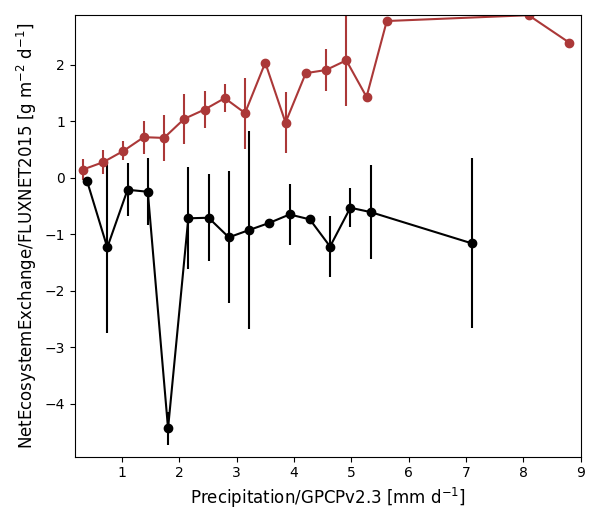 NetEcosystemExchange/FLUXNET2015 [g m⁻² d⁻¹]
2
1
0
−1
−2
−3
−4
1 2 3 4 5 6 7 8 9
Precipitation/GPCPv2.3 [mm d⁻¹]